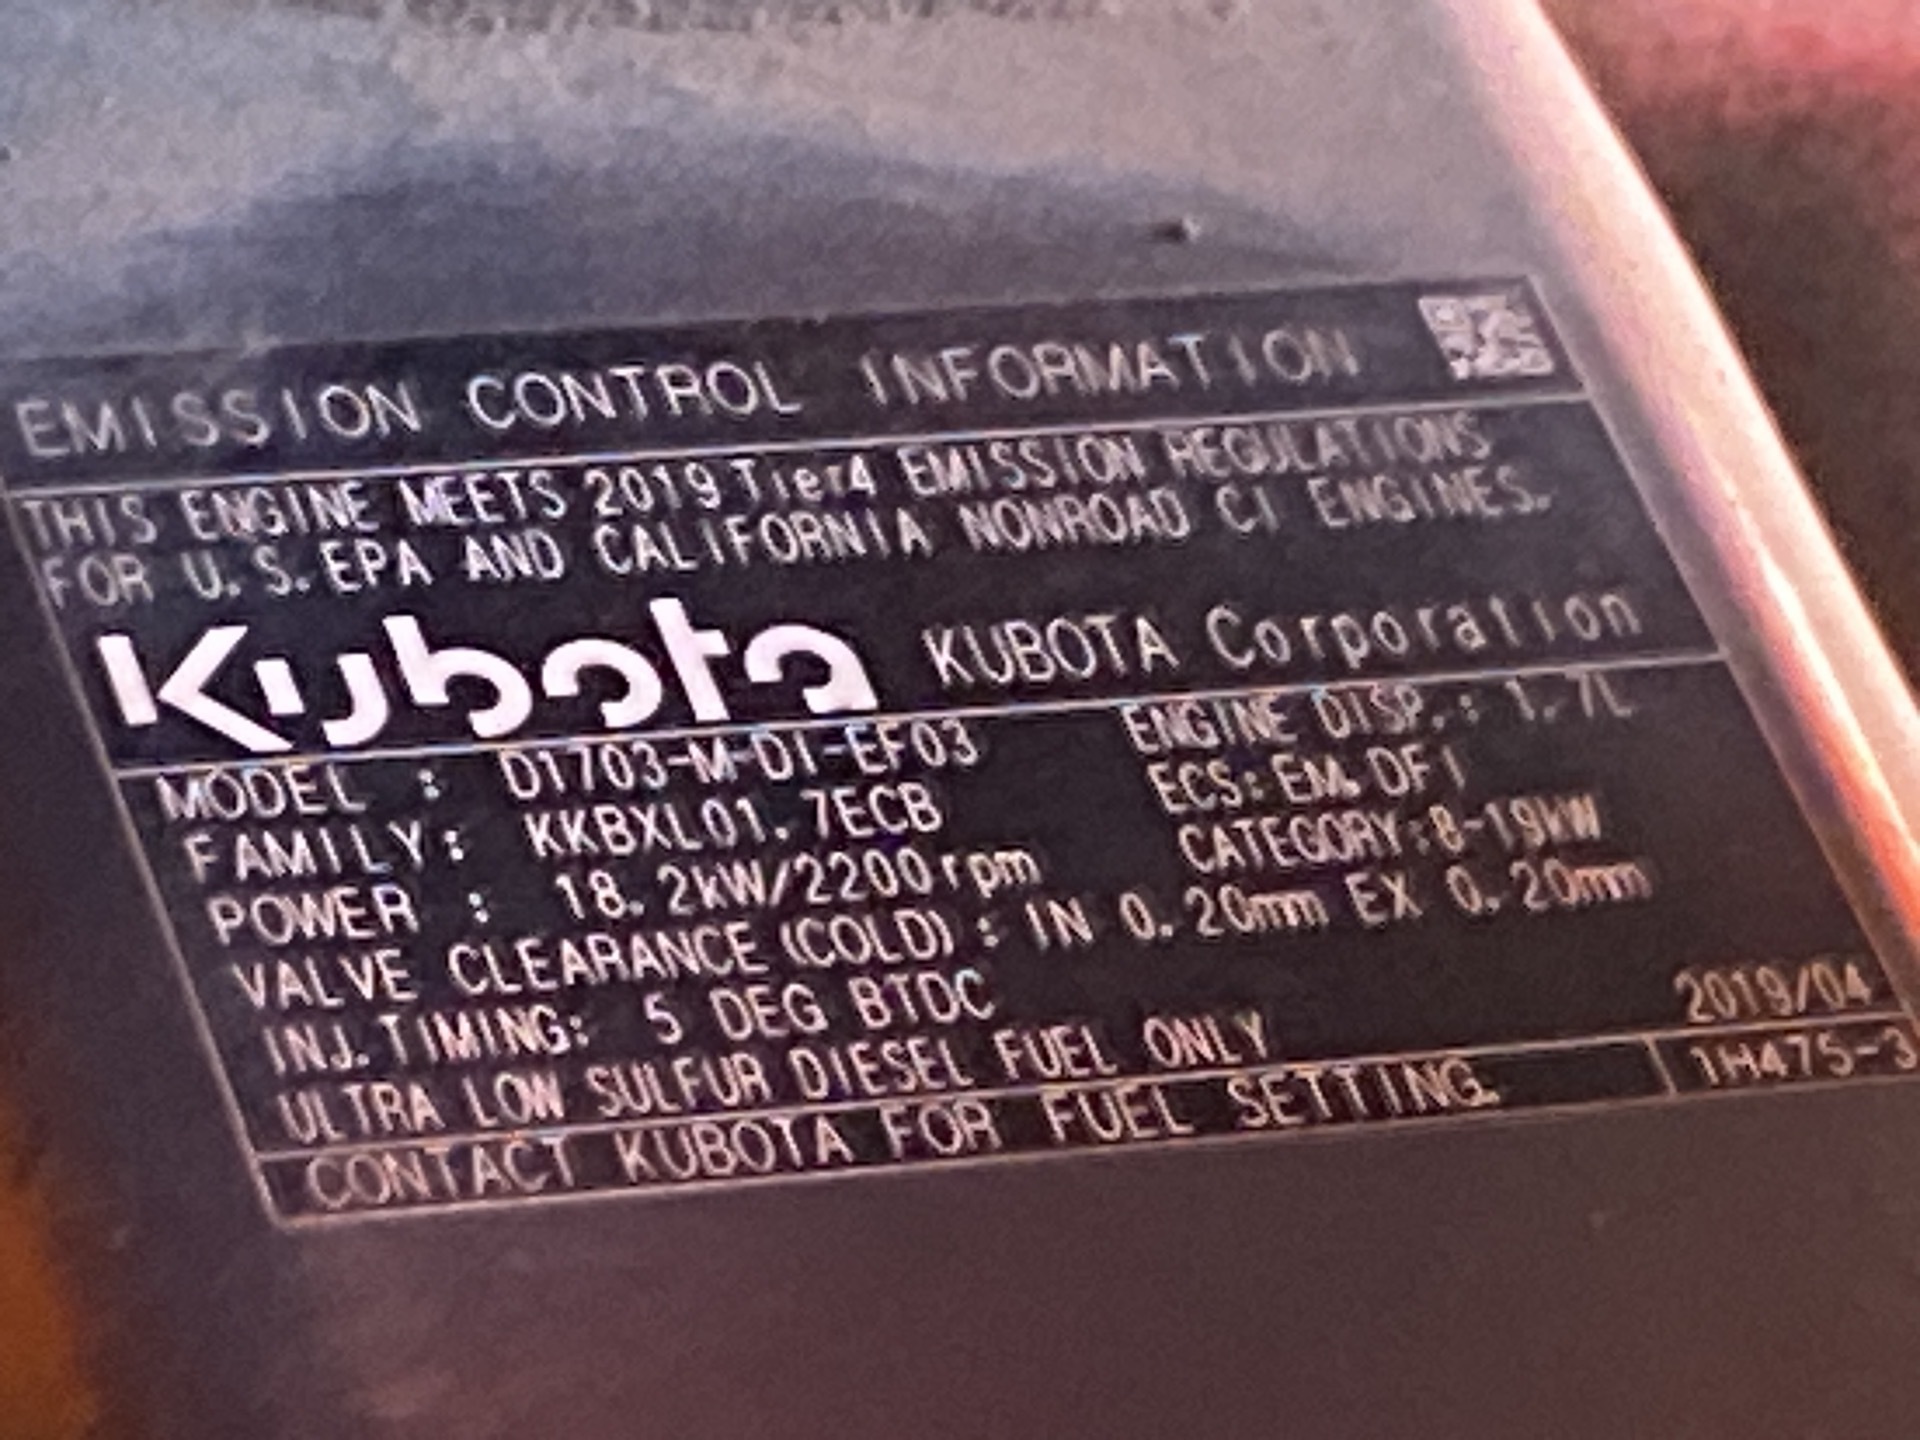 EMISSION CONTROL INFORMATION
THIS ENGINE MEETS 2019 Tier4 EMISSION REGULATIONS
FOR U.S.EPA AND CALIFORNIA NONROAD CI ENGINES.
Kubota KUBOTA Corporation
MODEL : D1703-M-DI-EF03 ENGINE DISP.: 1.7L
FAMILY: KKBXL01.7ECB ECS: EM, DFI
POWER : 18.2kW/2200rpm CATEGORY:8-19kW
VALVE CLEARANCE (COLD) : IN 0.20mm EX 0.20mm
INJ.TIMING: 5 DEG BTDC
ULTRA LOW SULFUR DIESEL FUEL ONLY 2019/04
CONTACT KUBOTA FOR FUEL SETTING. 1H475-3